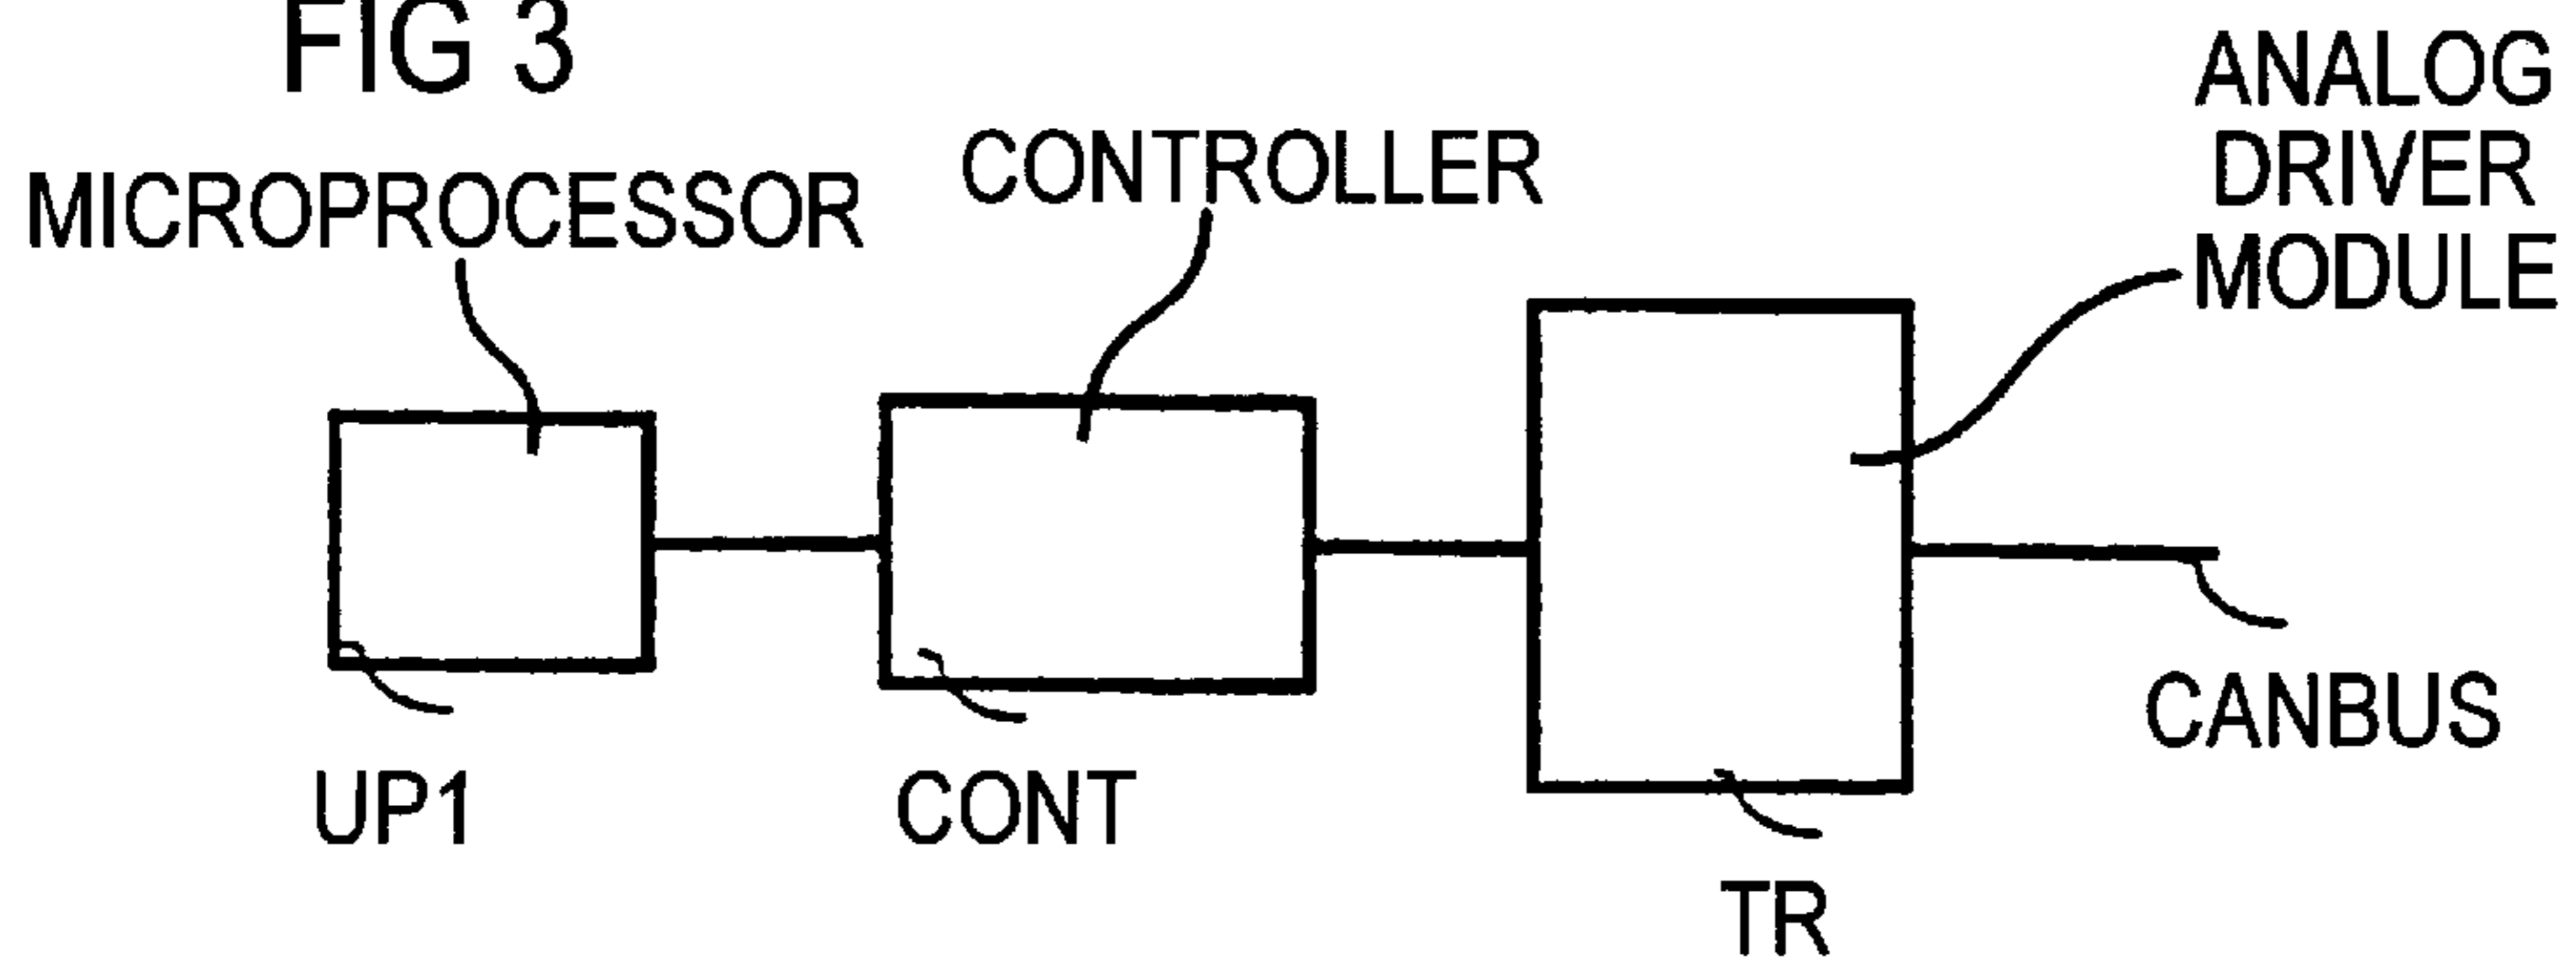 FIG 3
MICROPROCESSOR
CONTROLLER
ANALOG
DRIVER
MODULE
UP1
CONT
TR
CANBUS